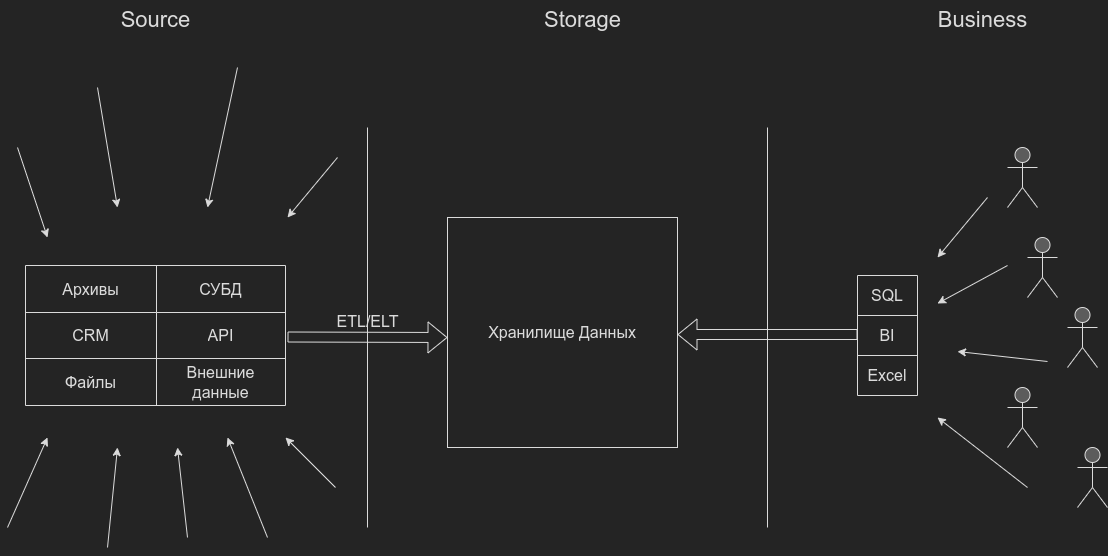 Source
Storage
Business
Архивы
СУБД
CRM
API
Файлы
Внешние
данные
ETL/ELT
Хранилище Данных
SQL
BI
Excel